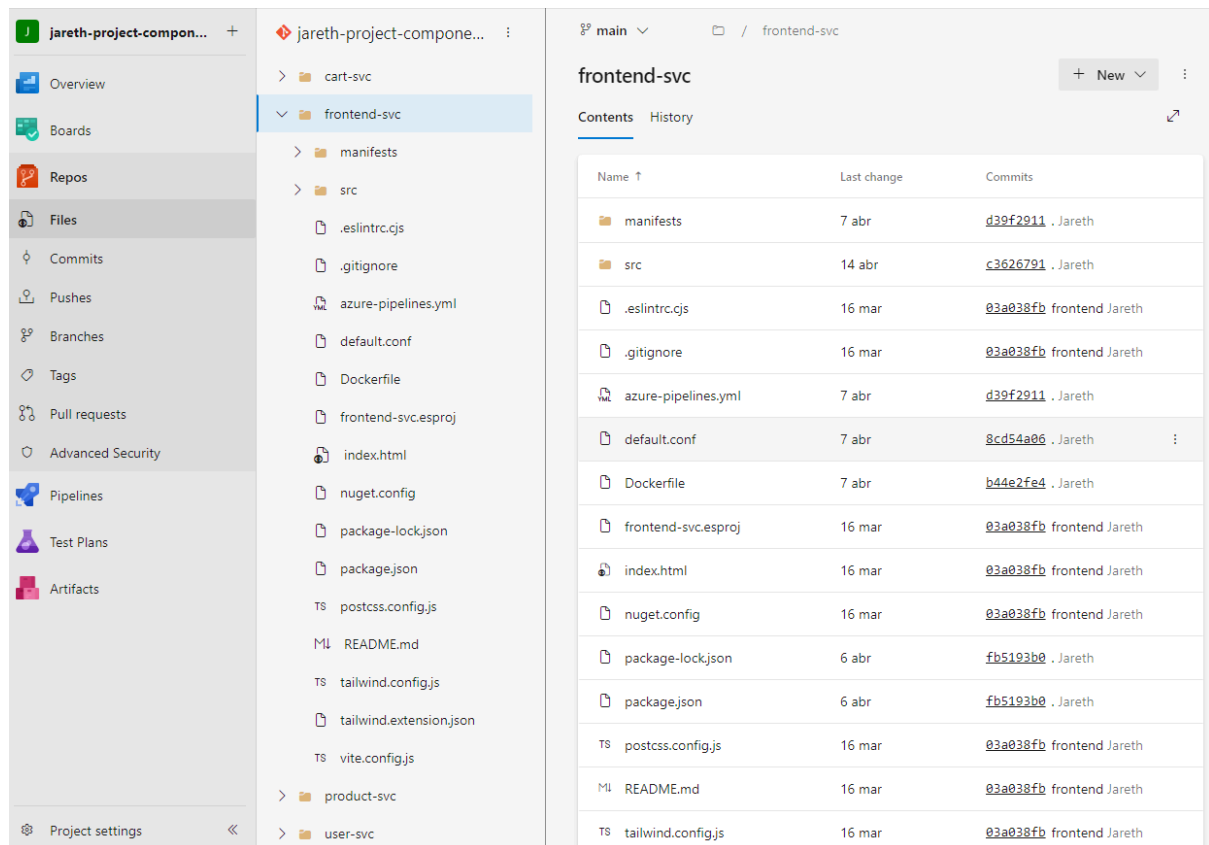 J jareth-project-compon... +
Overview
Boards
Repos
Files
Commits
Pushes
Branches
Tags
Pull requests
Advanced Security
Pipelines
Test Plans
Artifacts
Project settings
jareth-project-compone...
cart-svc
frontend-svc
manifests
src
.eslintrc.cjs
.gitignore
YML azure-pipelines.yml
default.conf
Dockerfile
frontend-svc.esproj
index.html
nuget.config
package-lock.json
package.json
TS postcss.config.js
M↓ README.md
TS tailwind.config.js
tailwind.extension.json
TS vite.config.js
product-svc
user-svc
main / frontend-svc
frontend-svc
+ New
Contents History
Name ↑ Last change Commits
manifests 7 abr d39f2911 . Jareth
src 14 abr c3626791 . Jareth
.eslintrc.cjs 16 mar 03a038fb frontend Jareth
.gitignore 16 mar 03a038fb frontend Jareth
YML azure-pipelines.yml 7 abr d39f2911 . Jareth
default.conf 7 abr 8cd54a06 . Jareth
Dockerfile 7 abr b44e2fe4 . Jareth
frontend-svc.esproj 16 mar 03a038fb frontend Jareth
index.html 16 mar 03a038fb frontend Jareth
nuget.config 16 mar 03a038fb frontend Jareth
package-lock.json 6 abr fb5193b0 . Jareth
package.json 6 abr fb5193b0 . Jareth
TS postcss.config.js 16 mar 03a038fb frontend Jareth
M↓ README.md 16 mar 03a038fb frontend Jareth
TS tailwind.config.js 16 mar 03a038fb frontend Jareth